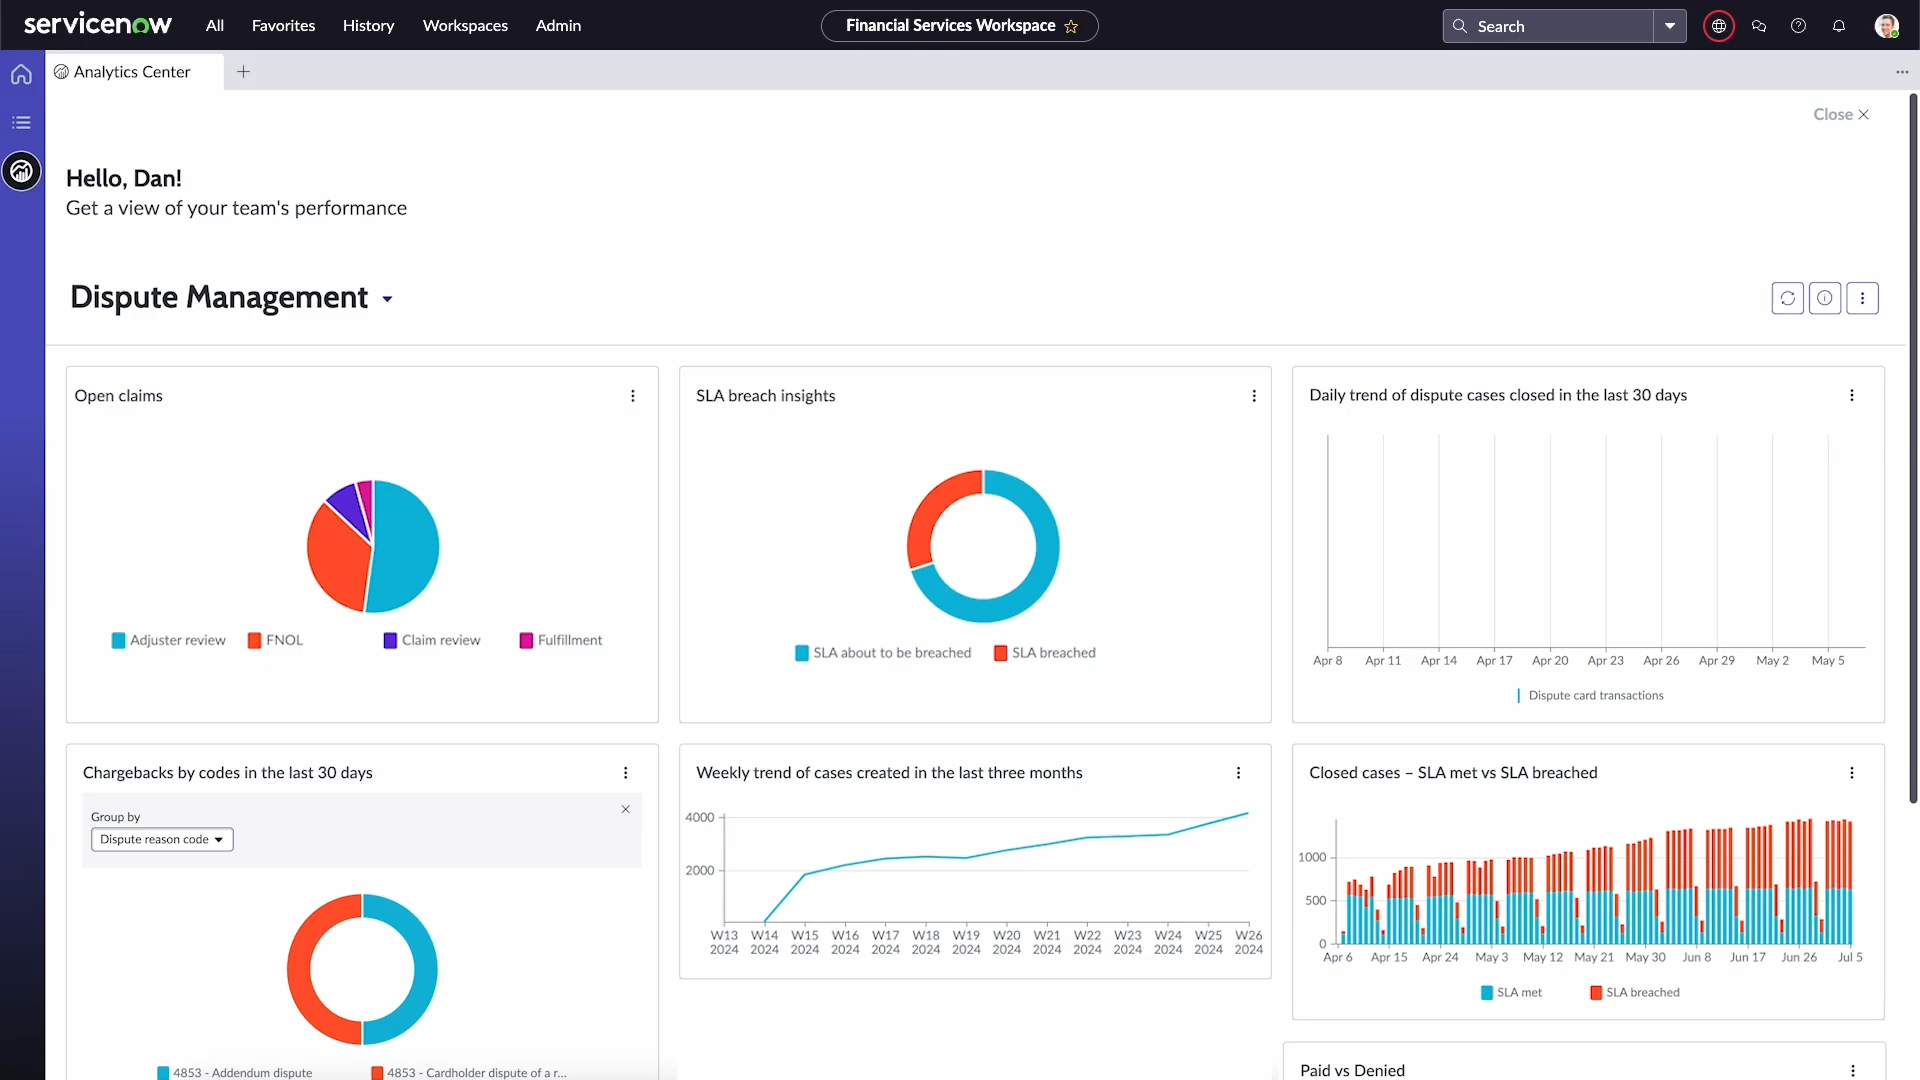 servicenow
All
Favorites
History
Workspaces
Admin
Financial Services Workspace
Search
Analytics Center
Close
Hello, Dan!
Get a view of your team's performance
Dispute Management
Open claims
Adjuster review
FNOL
Claim review
Fulfillment
SLA breach insights
SLA about to be breached
SLA breached
Daily trend of dispute cases closed in the last 30 days
Apr 8
Apr 11
Apr 14
Apr 17
Apr 20
Apr 23
Apr 26
Apr 29
May 2
May 5
Dispute card transactions
Chargebacks by codes in the last 30 days
Group by
Dispute reason code
4853 - Addendum dispute
4853 - Cardholder dispute of a r...
Weekly trend of cases created in the last three months
4000
2000
W13 2024
W14 2024
W15 2024
W16 2024
W17 2024
W18 2024
W19 2024
W20 2024
W21 2024
W22 2024
W23 2024
W24 2024
W25 2024
W26 2024
Closed cases – SLA met vs SLA breached
1000
500
0
Apr 6
Apr 15
Apr 24
May 3
May 12
May 21
May 30
Jun 8
Jun 17
Jun 26
Jul 5
SLA met
SLA breached
Paid vs Denied